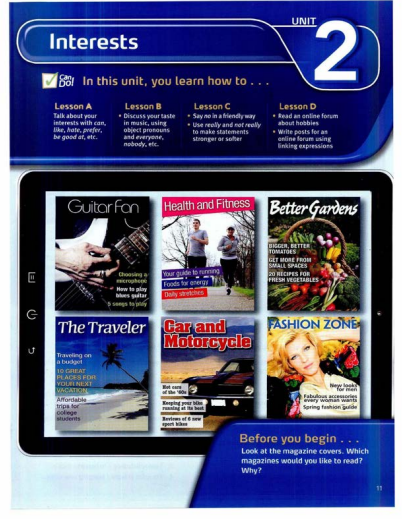 UNIT
2
Interests
Can Do!
In this unit, you learn how to . . .
Lesson A
Talk about your
interests with can,
like, hate, prefer,
be good at, etc.
Lesson B
• Discuss your taste
in music, using
object pronouns
and everyone,
nobody, etc.
Lesson C
• Say no in a friendly way
• Use really and not really
to make statements
stronger or softer
Lesson D
• Read an online forum
about hobbies
• Write posts for an
online forum using
linking expressions
Guitar Fan
Choosing a
microphone
How to play
blues guitar
5 songs to play
Health and Fitness
Your guide to running
Foods for energy
Daily stretches
Better Gardens
BIGGER, BETTER
TOMATOES
GET MORE FROM
SMALL SPACES
20 RECIPES FOR
FRESH VEGETABLES
The Traveler
Traveling on
a budget
10 GREAT
PLACES FOR
YOUR NEXT
VACATION
Affordable
trips for
college
students
Car and
Motorcycle
Hot cars
of the '60s
Keeping your bike
running at its best
Reviews of 6 new
sport bikes
FASHION ZONE
New looks
for men
Fabulous accessories
every woman wants
Spring fashion guide
Before you begin . . .
Look at the magazine covers. Which
magazines would you like to read?
Why?
11